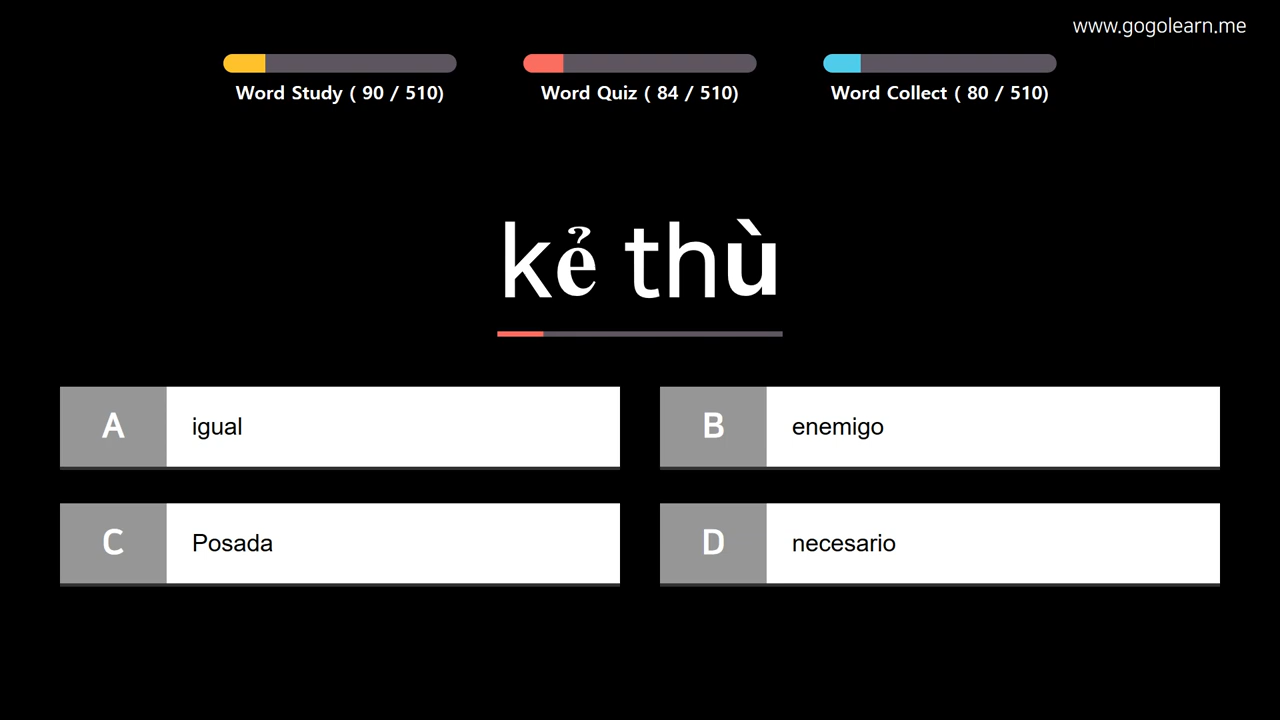 www.gogolearn.me
Word Study ( 90 / 510)
Word Quiz ( 84 / 510)
Word Collect ( 80 / 510)
kẻ thù
A igual
B enemigo
C Posada
D necesario